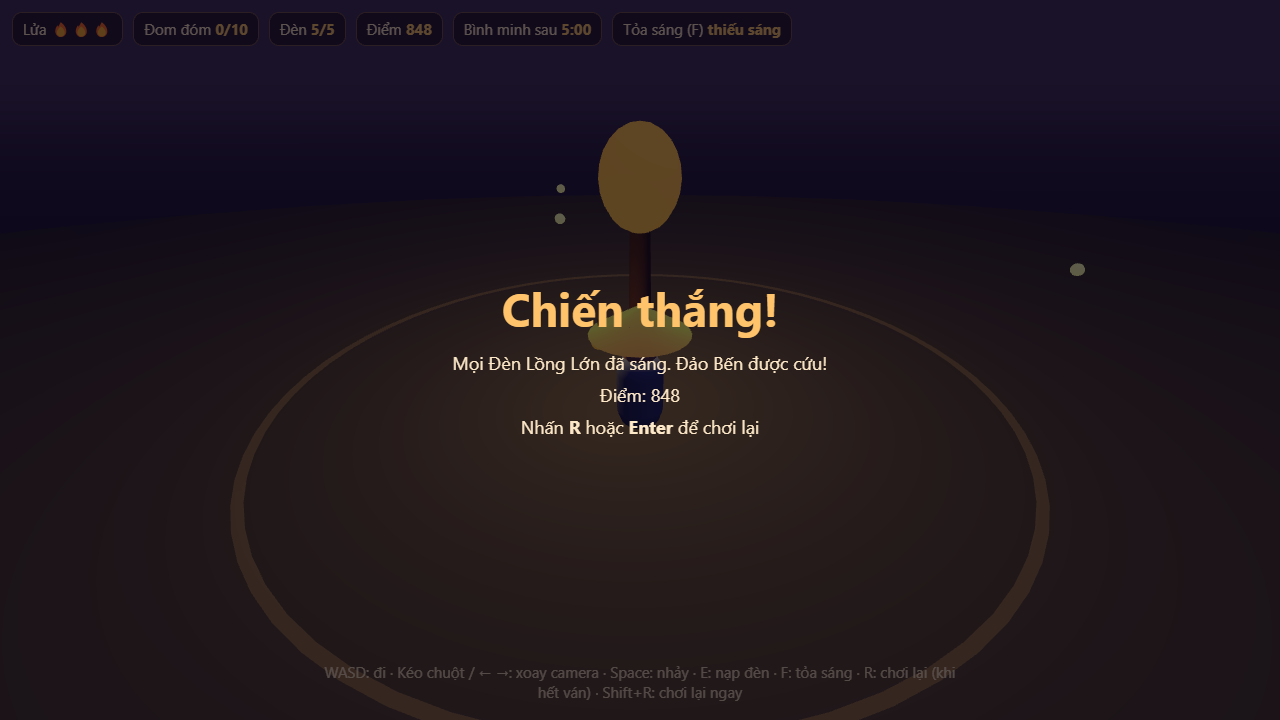 Lửa 🔥 🔥 🔥 Đom đóm 0/10 Đèn 5/5 Điểm 848 Bình minh sau 5:00 Tỏa sáng (F) thiếu sáng
Chiến thắng!
Mọi Đèn Lồng Lớn đã sáng. Đảo Bến được cứu!
Điểm: 848
Nhấn R hoặc Enter để chơi lại
WASD: đi · Kéo chuột / ← →: xoay camera · Space: nhảy · E: nạp đèn · F: tỏa sáng · R: chơi lại (khi
hết ván) · Shift+R: chơi lại ngay